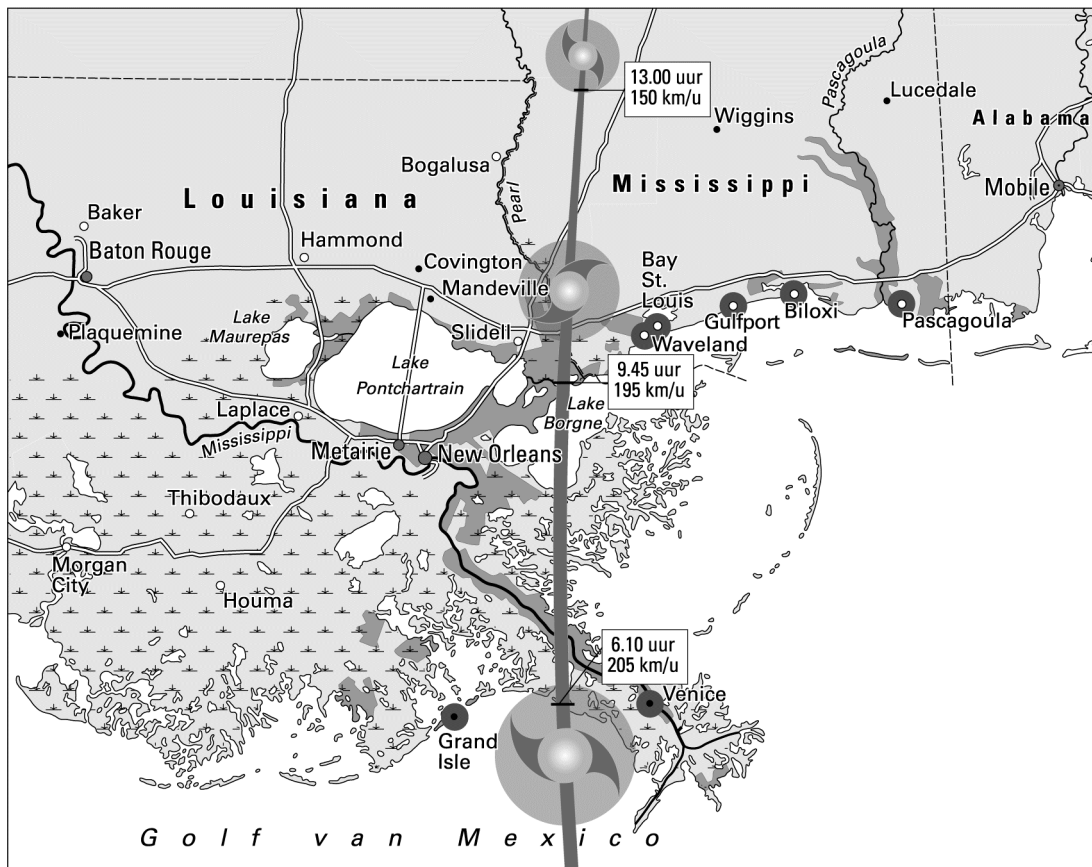 13.00 uur
150 km/u
Pascagoula
Lucedale
Wiggins
Alabama
Bogalusa
Pearl
Mississippi
Mobile
Louisiana
Baker
Hammond
Baton Rouge
Covington
Mandeville
Bay
St.
Louis
Gulfport
Biloxi
Pascagoula
Plaquemine
Lake
Maurepas
Slidell
Waveland
Lake
Pontchartrain
9.45 uur
195 km/u
Lake
Borgne
Laplace
Mississippi
Metairie
New Orleans
Thibodaux
Morgan
City
Houma
6.10 uur
205 km/u
Venice
Grand
Isle
Golf van Mexico